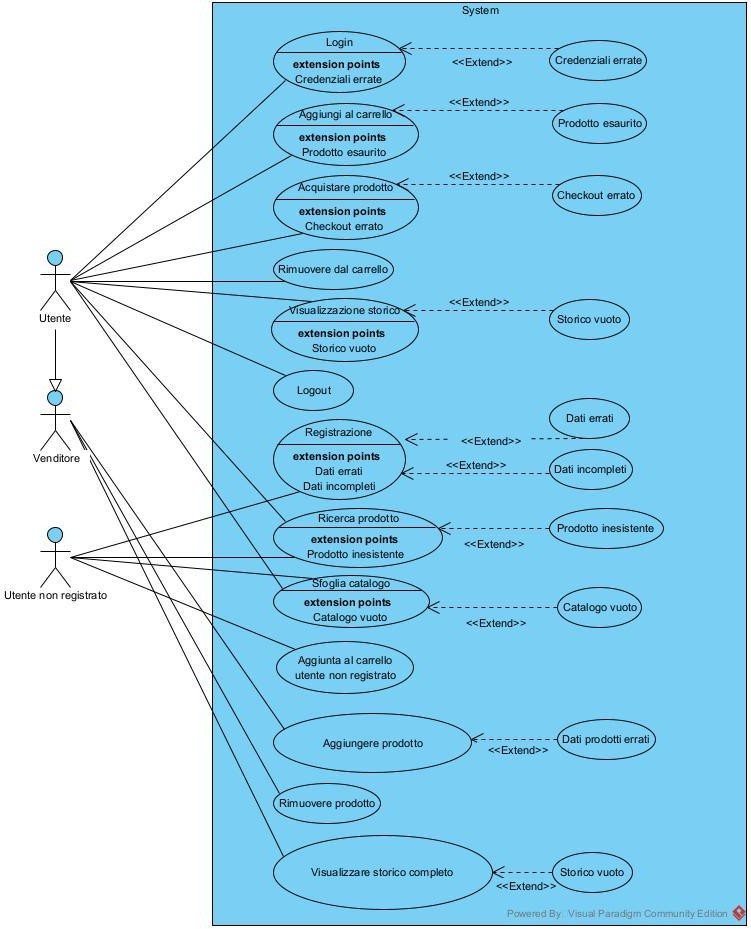 System
Login
extension points
Credenziali errate
<<Extend>>
Credenziali errate
Aggiungi al carrello
extension points
Prodotto esaurito
<<Extend>>
Prodotto esaurito
Acquistare prodotto
extension points
Checkout errato
<<Extend>>
Checkout errato
Rimuovere dal carrello
Utente
Visualizzazione storico
extension points
Storico vuoto
<<Extend>>
Storico vuoto
Logout
Registrazione
extension points
Dati errati
Dati incompleti
<<Extend>>
Dati errati
<<Extend>>
Dati incompleti
Venditore
Ricerca prodotto
extension points
Prodotto inesistente
<<Extend>>
Prodotto inesistente
Utente non registrato
Sfoglia catalogo
extension points
Catalogo vuoto
<<Extend>>
Catalogo vuoto
Aggiunta al carrello
utente non registrato
Aggiungere prodotto
<<Extend>>
Dati prodotti errati
Rimuovere prodotto
Visualizzare storico completo
<<Extend>>
Storico vuoto
Powered By: Visual Paradigm Community Edition